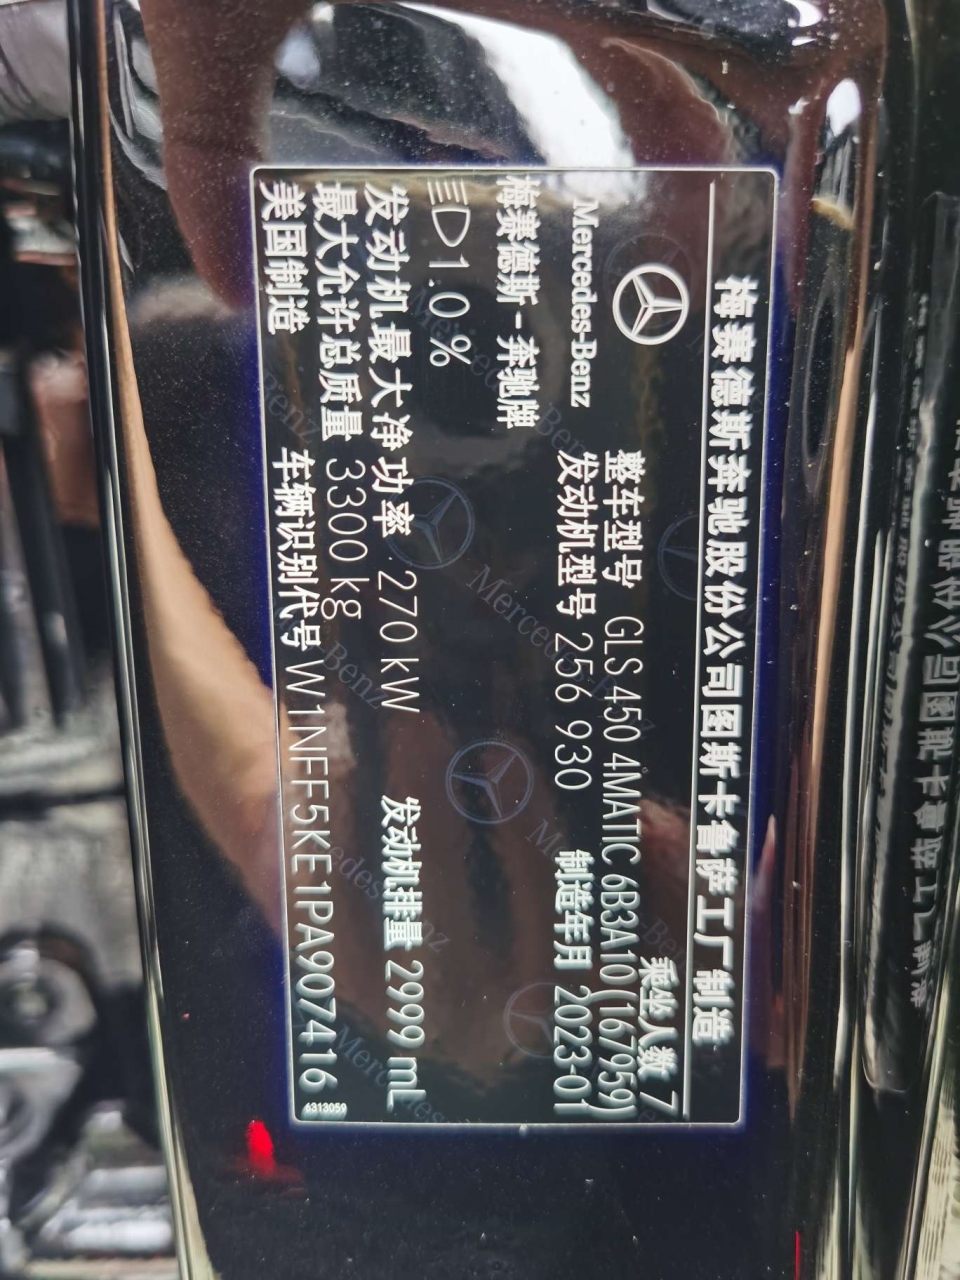 梅赛德斯奔驰股份公司图斯卡鲁萨工厂制造
乘坐人数 7
Mercedes-Benz
整车型号 GLS 450 4MATIC 6B3A10 (167959)
发动机型号 256 930
制造年月 2023-01
梅赛德斯-奔驰牌
1.0%
发动机最大净功率 270 kW
发动机排量 2999 mL
最大允许总质量 3300 kg
美国制造
车辆识别代号 W1NFF5KE1PA907416
6313059